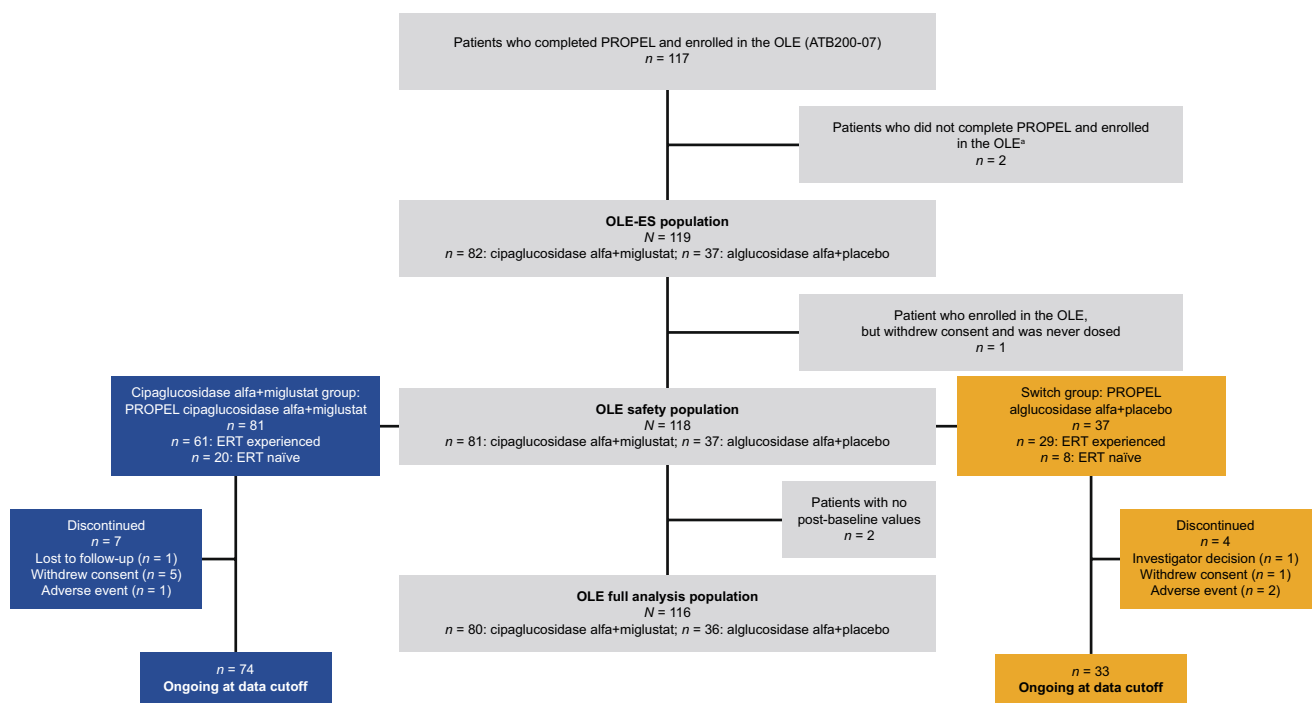 Patients who completed PROPEL and enrolled in the OLE (ATB200-07)
n = 117
Patients who did not complete PROPEL and enrolled
in the OLEᵃ
n = 2
OLE-ES population
N = 119
n = 82: cipaglucosidase alfa+miglustat; n = 37: alglucosidase alfa+placebo
Patient who enrolled in the OLE,
but withdrew consent and was never dosed
n = 1
Cipaglucosidase alfa+miglustat group:
PROPEL cipaglucosidase alfa+miglustat
n = 81
n = 61: ERT experienced
n = 20: ERT naïve
OLE safety population
N = 118
n = 81: cipaglucosidase alfa+miglustat; n = 37: alglucosidase alfa+placebo
Switch group: PROPEL
alglucosidase alfa+placebo
n = 37
n = 29: ERT experienced
n = 8: ERT naïve
Patients with no
post-baseline values
n = 2
Discontinued
n = 7
Lost to follow-up (n = 1)
Withdrew consent (n = 5)
Adverse event (n = 1)
Discontinued
n = 4
Investigator decision (n = 1)
Withdrew consent (n = 1)
Adverse event (n = 2)
OLE full analysis population
N = 116
n = 80: cipaglucosidase alfa+miglustat; n = 36: alglucosidase alfa+placebo
n = 74
Ongoing at data cutoff
n = 33
Ongoing at data cutoff